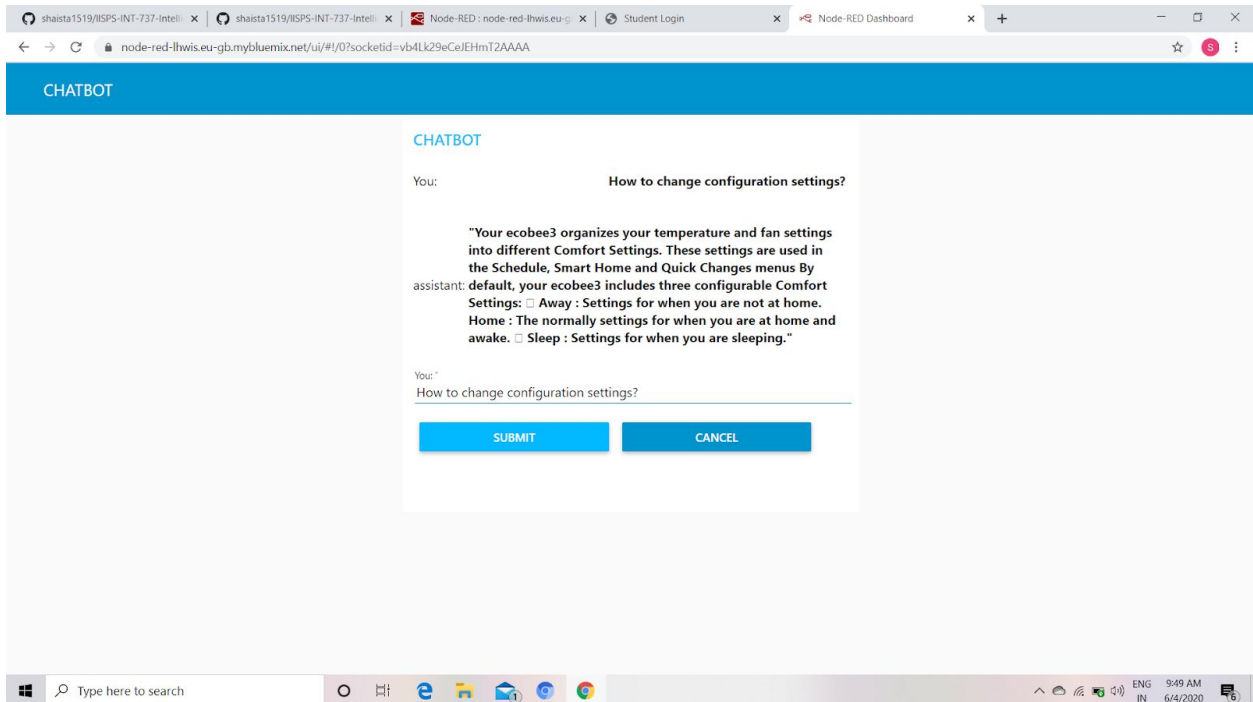 shaista1519/IISPS-INT-737-Intelli
shaista1519/IISPS-INT-737-Intelli
Node-RED : node-red-lhwis.eu-g
Student Login
Node-RED Dashboard
node-red-lhwis.eu-gb.mybluemix.net/ui/#!/0?socketid=vb4Lk29eCeJEHmT2AAAA
S
CHATBOT
CHATBOT
You: How to change configuration settings?
"Your ecobee3 organizes your temperature and fan settings
into different Comfort Settings. These settings are used in
the Schedule, Smart Home and Quick Changes menus By
assistant: default, your ecobee3 includes three configurable Comfort
Settings: □ Away : Settings for when you are not at home.
Home : The normally settings for when you are at home and
awake. □ Sleep : Settings for when you are sleeping."
You: *
How to change configuration settings?
SUBMIT CANCEL
Type here to search
1
ENG
IN
9:49 AM
6/4/2020
6